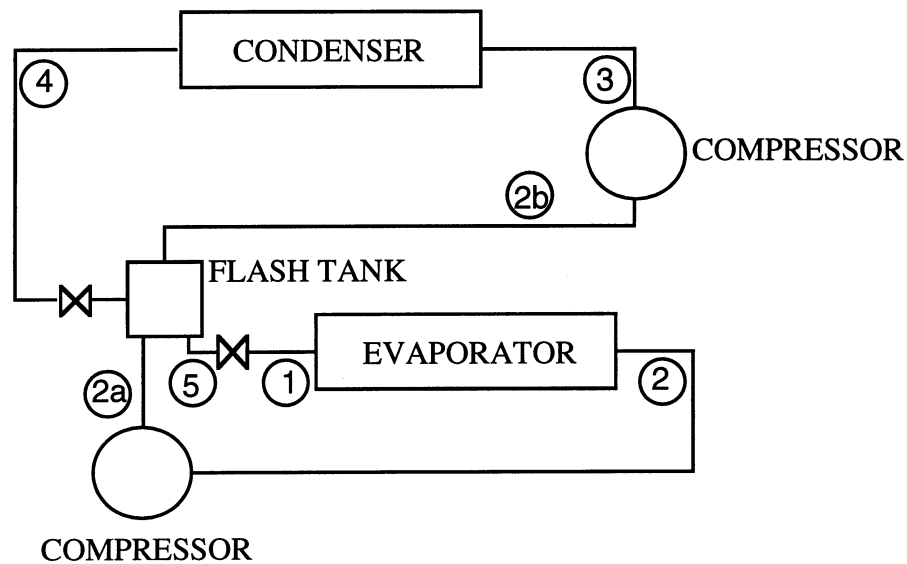 CONDENSER
4
3
COMPRESSOR
2b
FLASH TANK
EVAPORATOR
2a
5
1
2
COMPRESSOR